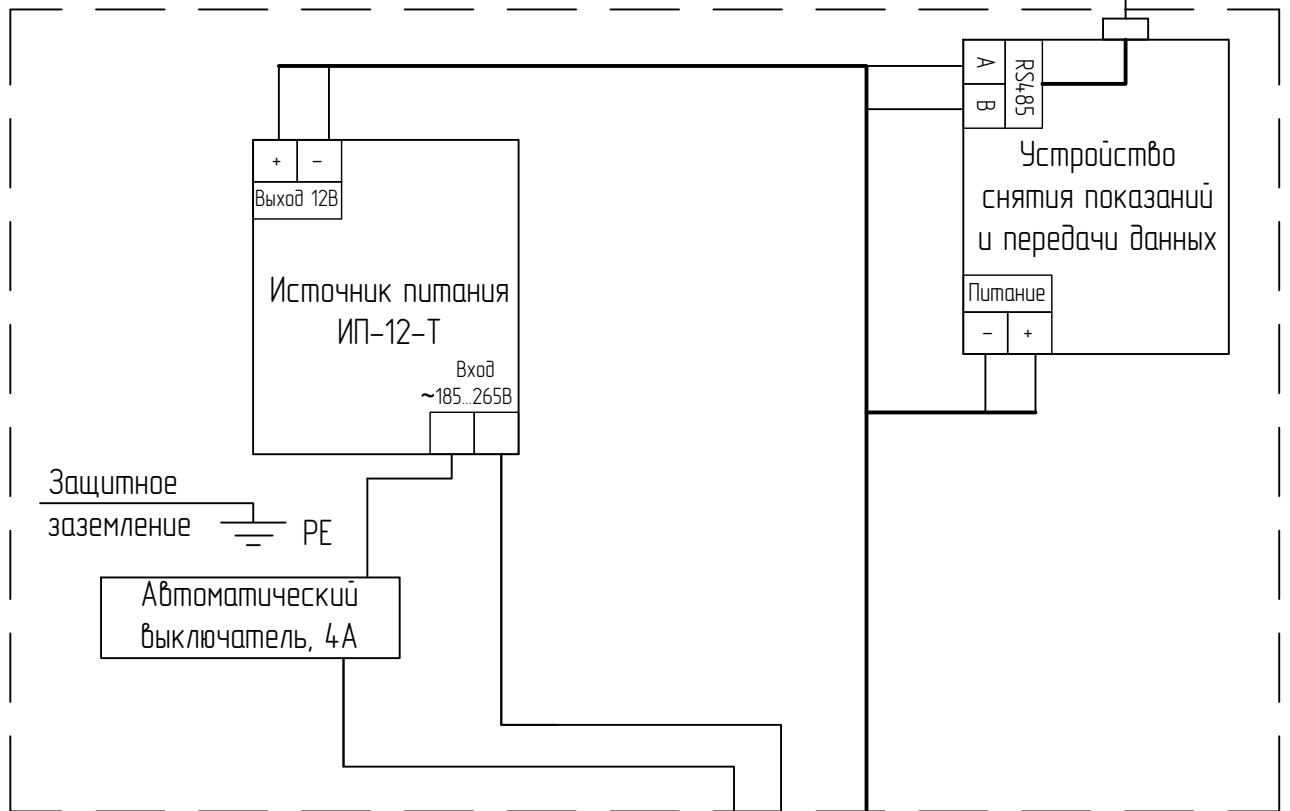 A
B
RS485
Устройство
снятия показаний
и передачи данных
Питание
- +
+ -
Выход 12В
Источник питания
ИП-12-Т
Вход
~185...265В
Защитное
заземление
PE
Автоматический
выключатель, 4А